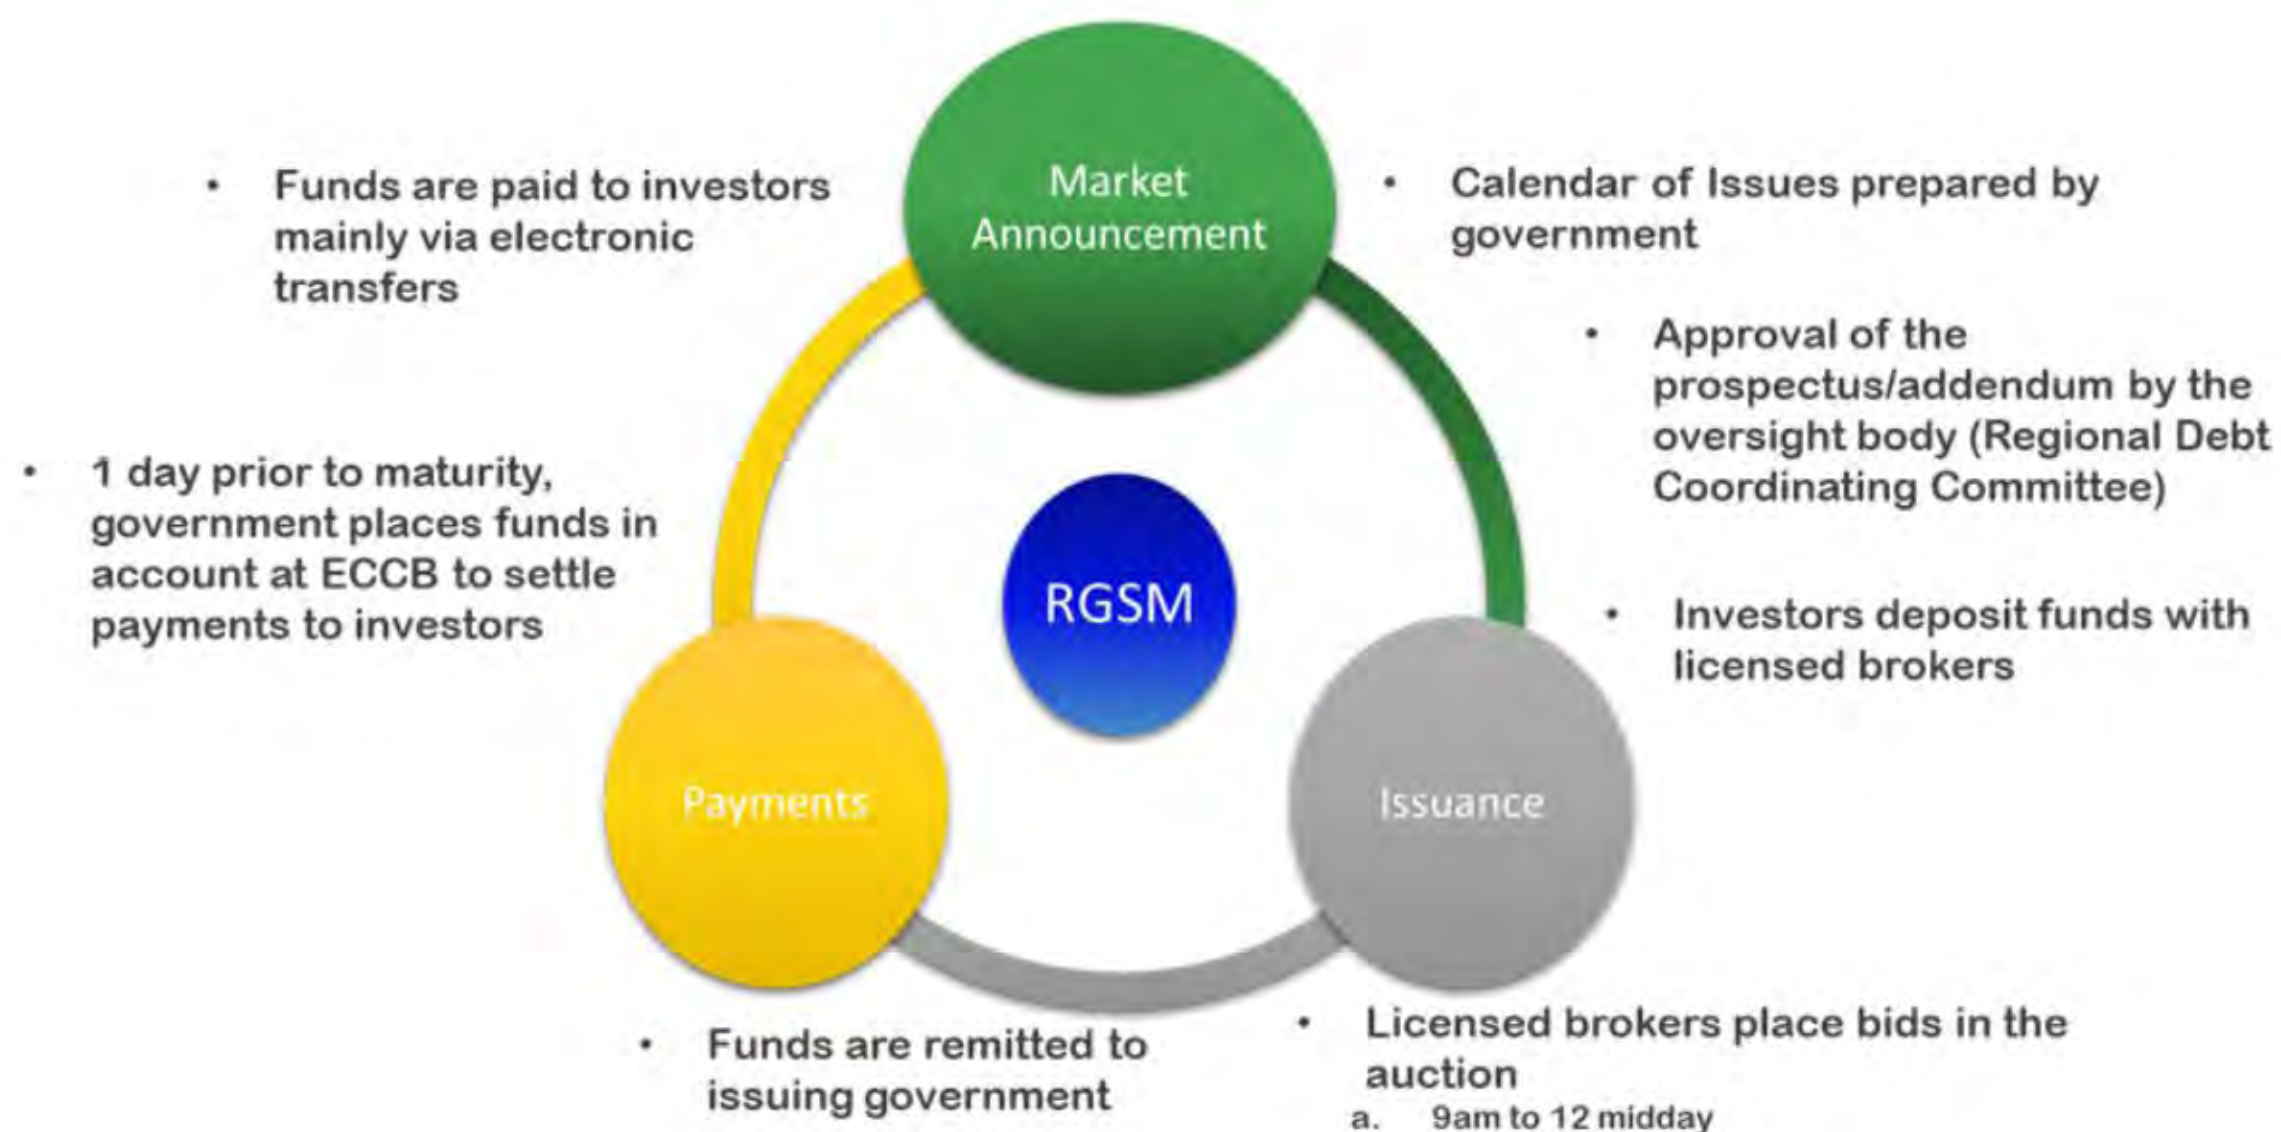 Market
Announcement
• Calendar of Issues prepared by
government
• Approval of the
prospectus/addendum by the
oversight body (Regional Debt
Coordinating Committee)
• Investors deposit funds with
licensed brokers
Issuance
• Licensed brokers place bids in the
auction
a. 9am to 12 midday
• Funds are remitted to
issuing government
Payments
• 1 day prior to maturity,
government places funds in
account at ECCB to settle
payments to investors
• Funds are paid to investors
mainly via electronic
transfers
RGSM